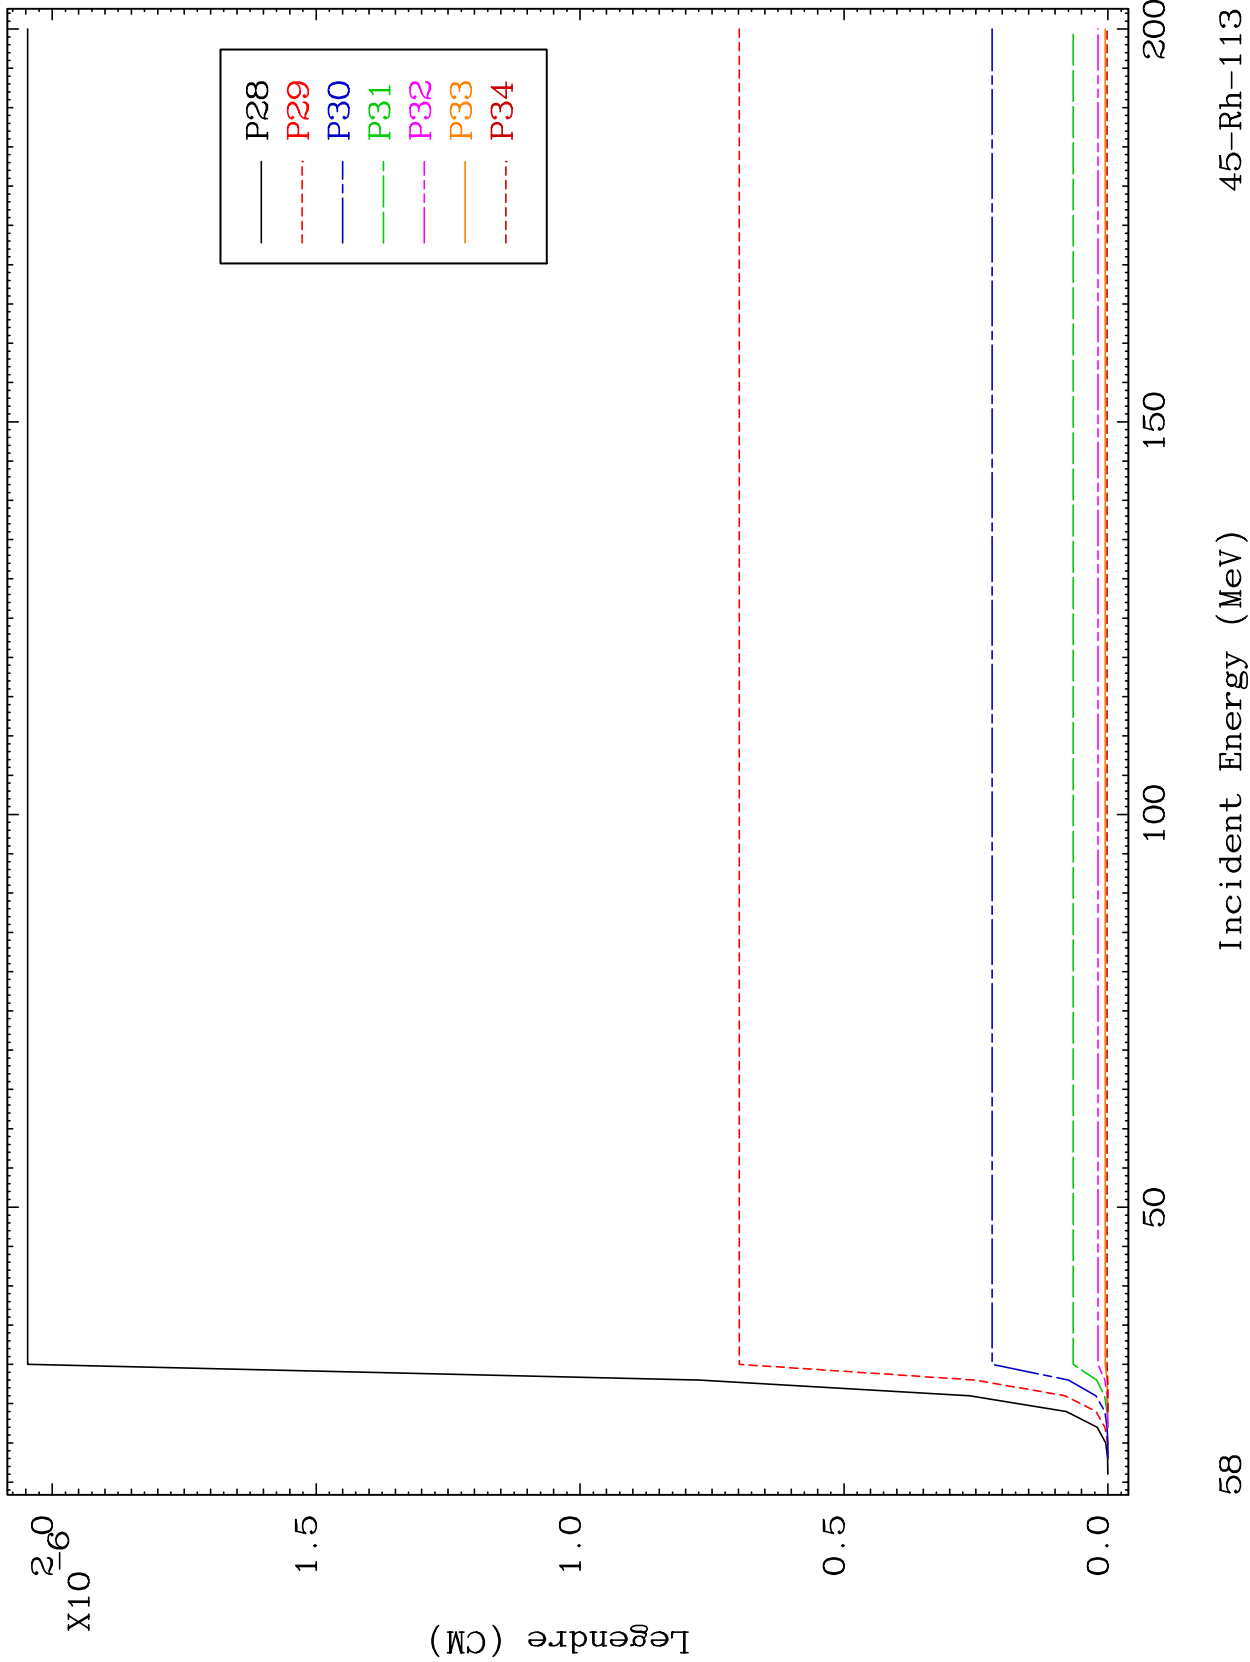 X10
-6
2.0
1.5
1.0
0.5
0.0
Legendre (CM)
P28
P29
P30
P31
P32
P33
P34
50
100
150
200
Incident Energy (MeV)
58
45-Rh-113